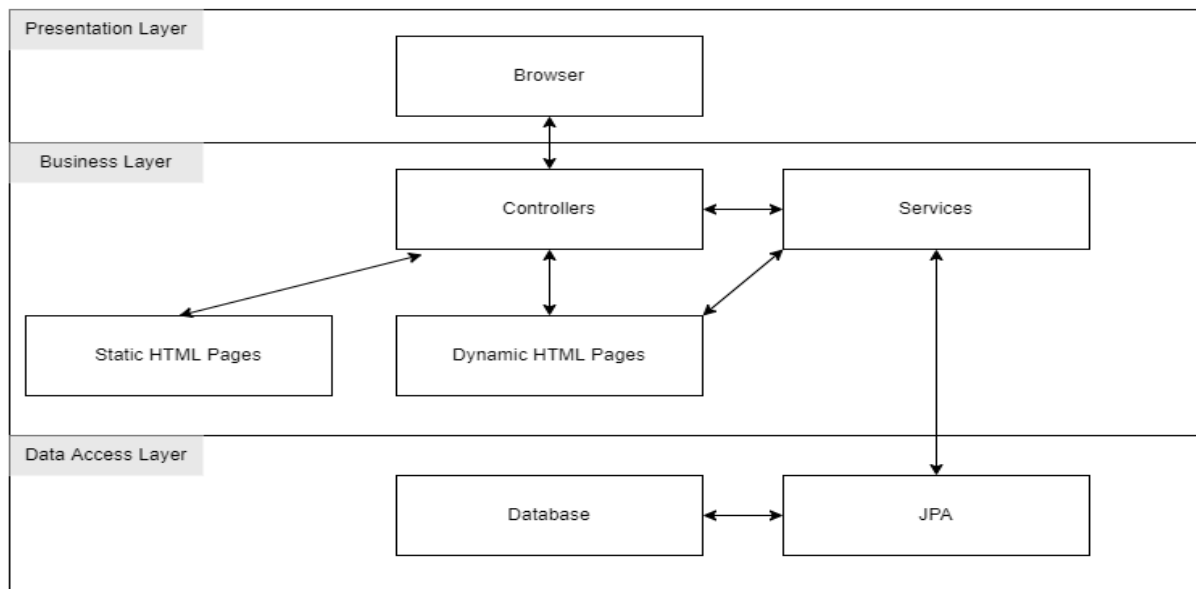 Presentation Layer
Browser
Business Layer
Controllers
Services
Static HTML Pages
Dynamic HTML Pages
Data Access Layer
Database
JPA